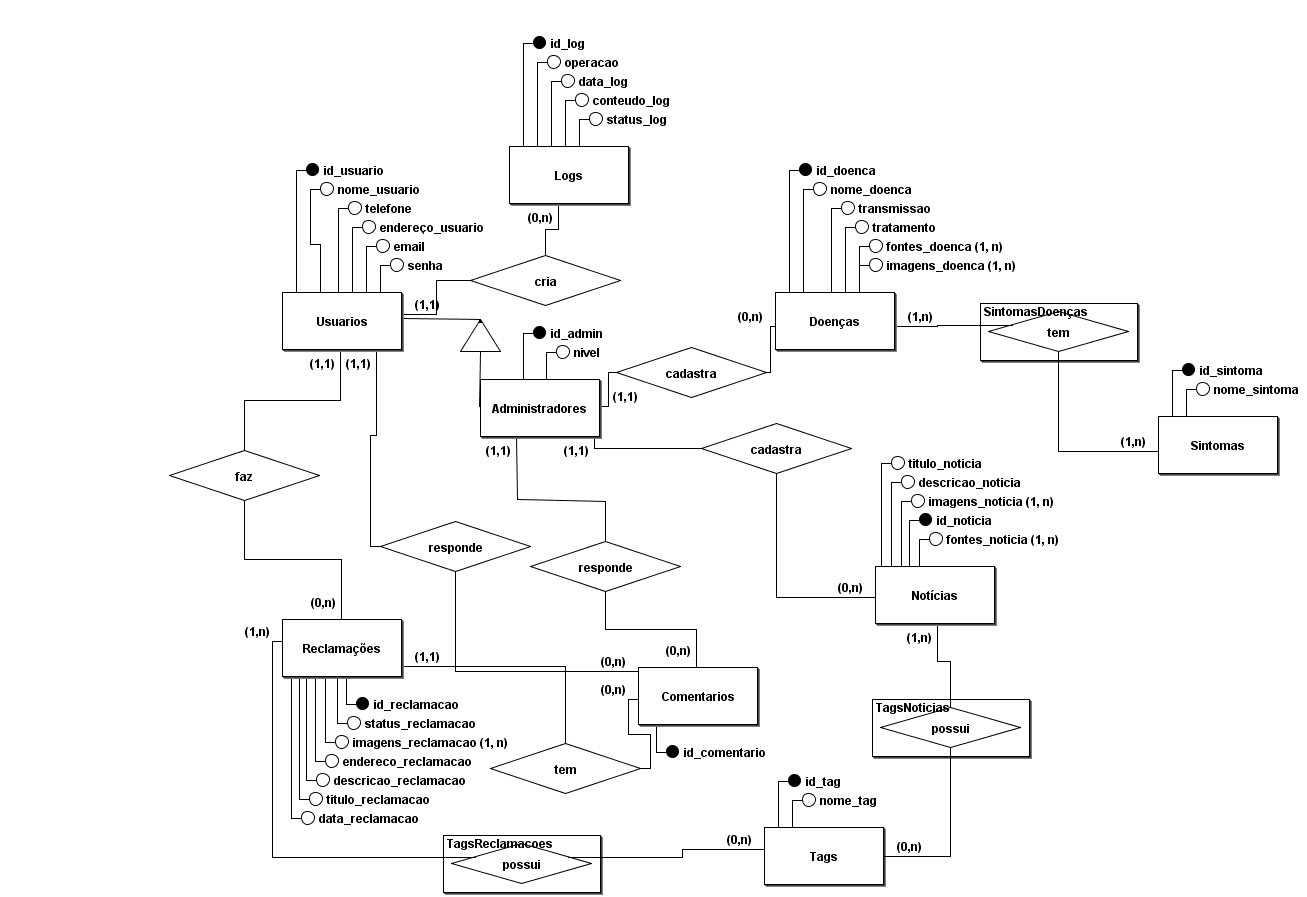 id_log
operacao
data_log
conteudo_log
status_log
Logs
(0,n)
cria
id_usuario
nome_usuario
telefone
endereço_usuario
email
senha
(1,1)
Usuarios
(1,1)
(1,1)
id_admin
nivel
Administradores
(1,1)
(1,1)
(1,1)
id_doenca
nome_doenca
transmissao
tratamento
fontes_doenca (1, n)
imagens_doenca (1, n)
(0,n)
Doenças
(1,n)
cadastra
SintomasDoenças
tem
id_sintoma
nome_sintoma
(1,n)
Sintomas
cadastra
titulo_noticia
descricao_noticia
imagens_noticia (1, n)
id_noticia
fontes_noticia (1, n)
(0,n)
Notícias
(1,n)
faz
responde
responde
(0,n)
(1,n)
Reclamações
(1,1)
(0,n)
(0,n)
(0,n)
Comentarios
id_comentario
id_reclamacao
status_reclamacao
imagens_reclamacao (1, n)
endereco_reclamacao
descricao_reclamacao
titulo_reclamacao
data_reclamacao
tem
TagsNoticias
possui
id_tag
nome_tag
(0,n)
Tags
(0,n)
TagsReclamacoes
possui